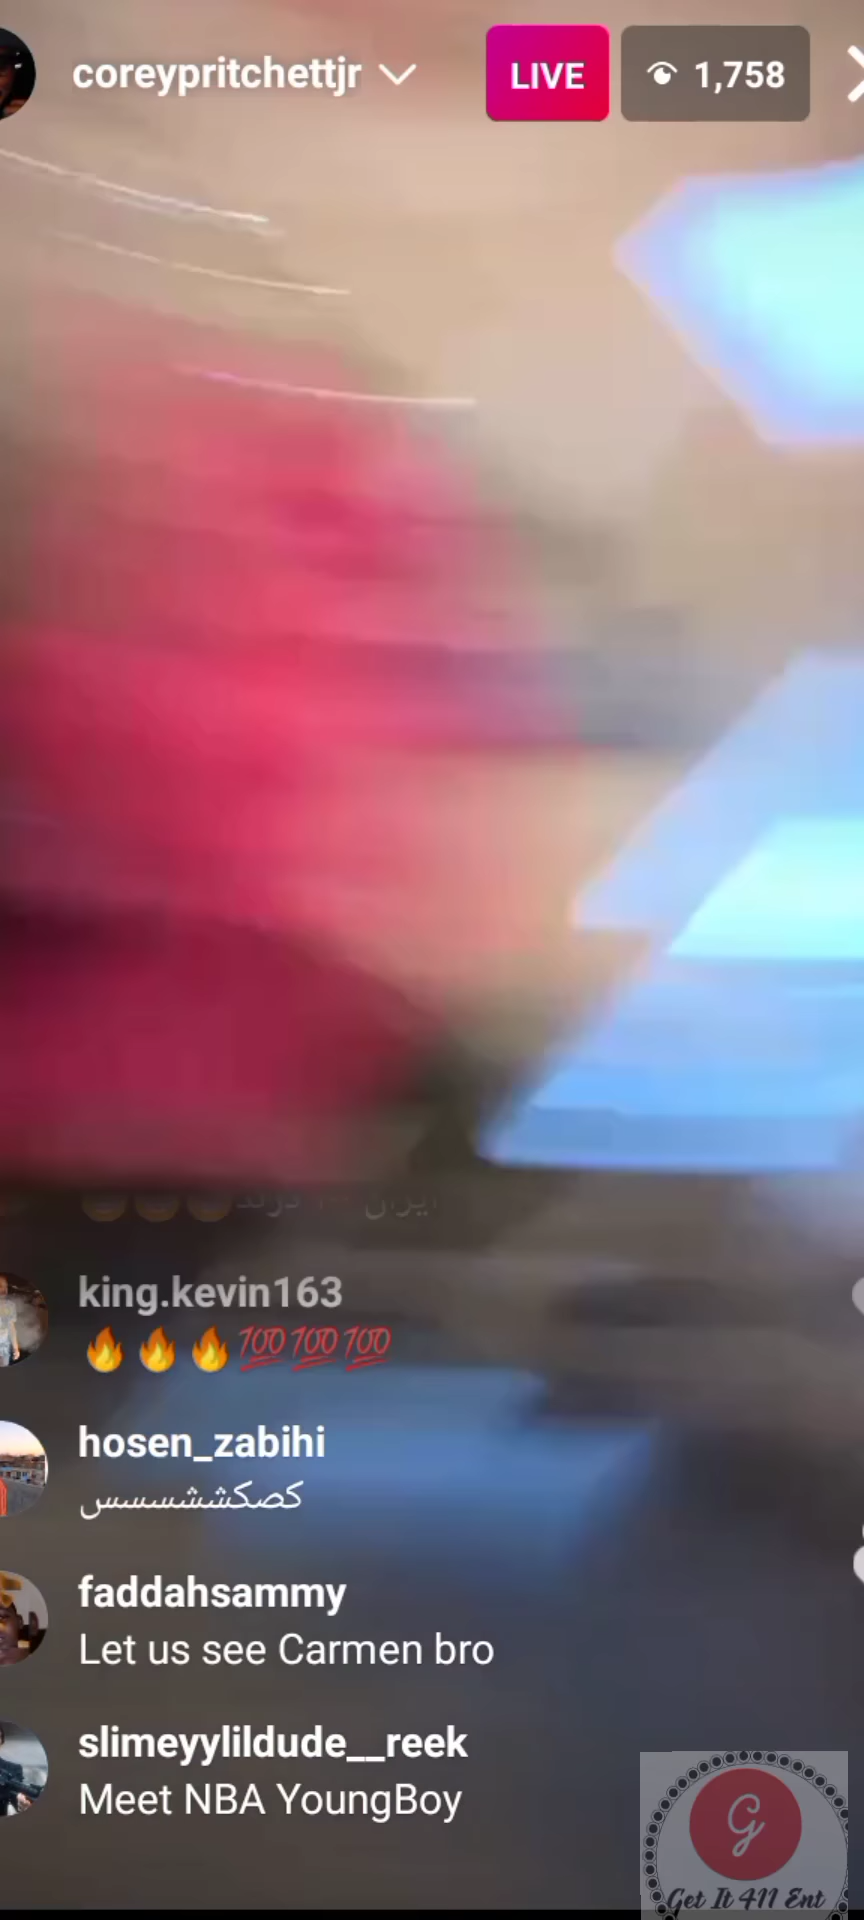 coreypritchettjr
LIVE
1,758
ایران
king.kevin163
🔥🔥🔥💯💯💯
hosen_zabihi
کصکششسسس
faddahsammy
Let us see Carmen bro
slimeyylildude__reek
Meet NBA YoungBoy
G
Get It 411 Ent